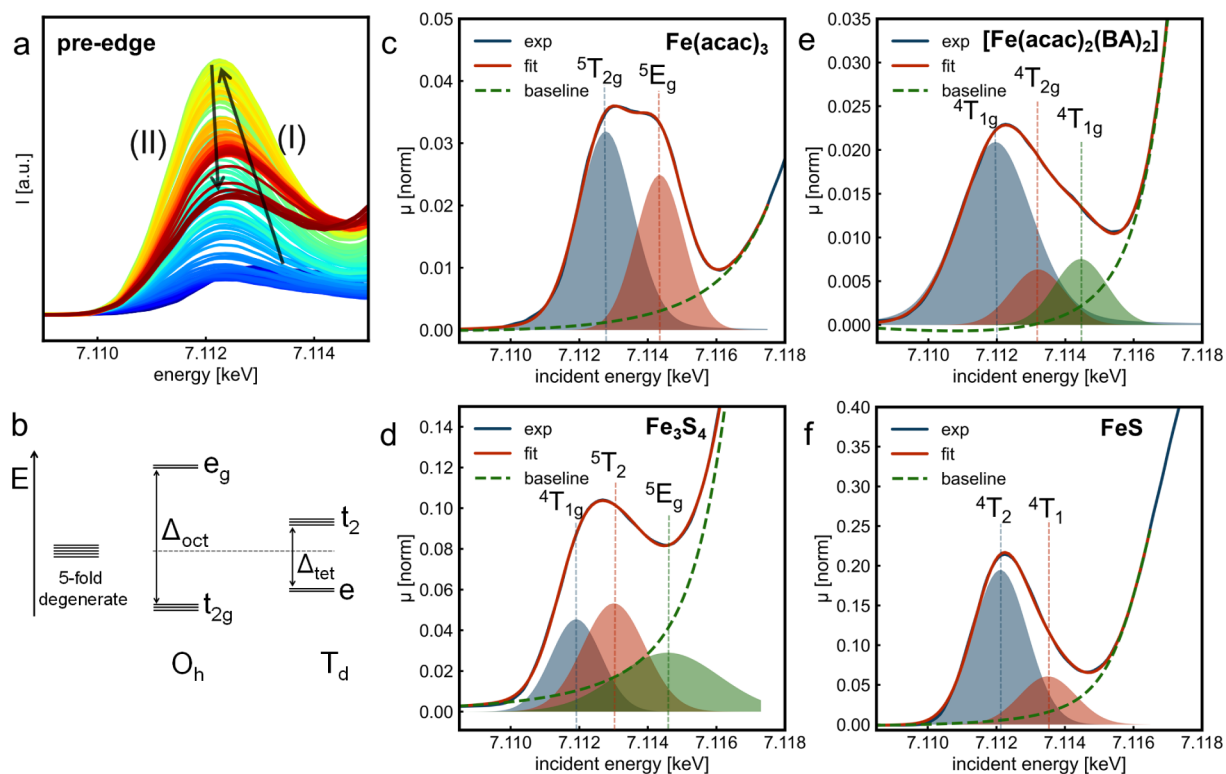 a
pre-edge
(II)
(I)
I [a.u.]
7.110
7.112
7.114
energy [keV]
b
E
5-fold
degenerate
e_g
Δ_oct
t_2g
O_h
t_2
Δ_tet
e
T_d
c
0.05
0.04
0.03
0.02
0.01
0.00
μ [norm]
exp
fit
baseline
Fe(acac)₃
⁵T_2g
⁵E_g
7.110
7.112
7.114
7.116
7.118
incident energy [keV]
d
0.14
0.12
0.10
0.08
0.06
0.04
0.02
0.00
μ [norm]
exp
fit
baseline
Fe₃S₄
⁴T_1g
⁵T_2
⁵E_g
7.110
7.112
7.114
7.116
7.118
incident energy [keV]
e
0.035
0.030
0.025
0.020
0.015
0.010
0.005
0.000
μ [norm]
exp
fit
baseline
[Fe(acac)₂(BA)₂]
⁴T_1g
⁴T_2g
⁴T_1g
7.110
7.112
7.114
7.116
7.118
incident energy [keV]
f
0.40
0.35
0.30
0.25
0.20
0.15
0.10
0.05
0.00
μ [norm]
exp
fit
baseline
FeS
⁴T_2
⁴T_1
7.110
7.112
7.114
7.116
7.118
incident energy [keV]